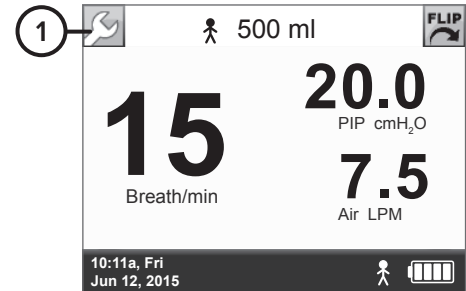 1
500 ml
FLIP
15
Breath/min
20.0
PIP cmH₂O
7.5
Air LPM
10:11a, Fri
Jun 12, 2015